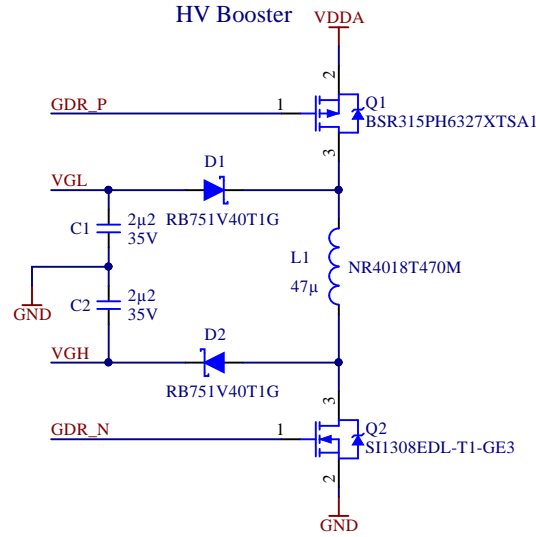 HV Booster
VDDA
2
GDR_P
1
Q1
BSR315PH6327XTSA1
3
D1
VGL
RB751V40T1G
C1
2µ2
35V
L1
NR4018T470M
47µ
GND
C2
2µ2
35V
D2
VGH
RB751V40T1G
3
GDR_N
1
Q2
SI1308EDL-T1-GE3
2
GND